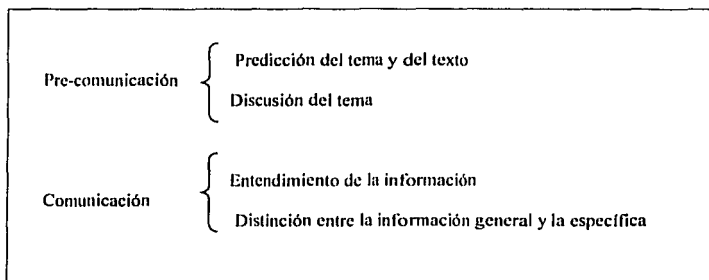 Predicción del tema y del texto
Pre-comunicación
Discusión del tema
Entendimiento de la información
Comunicación
Distinción entre la información general y la específica